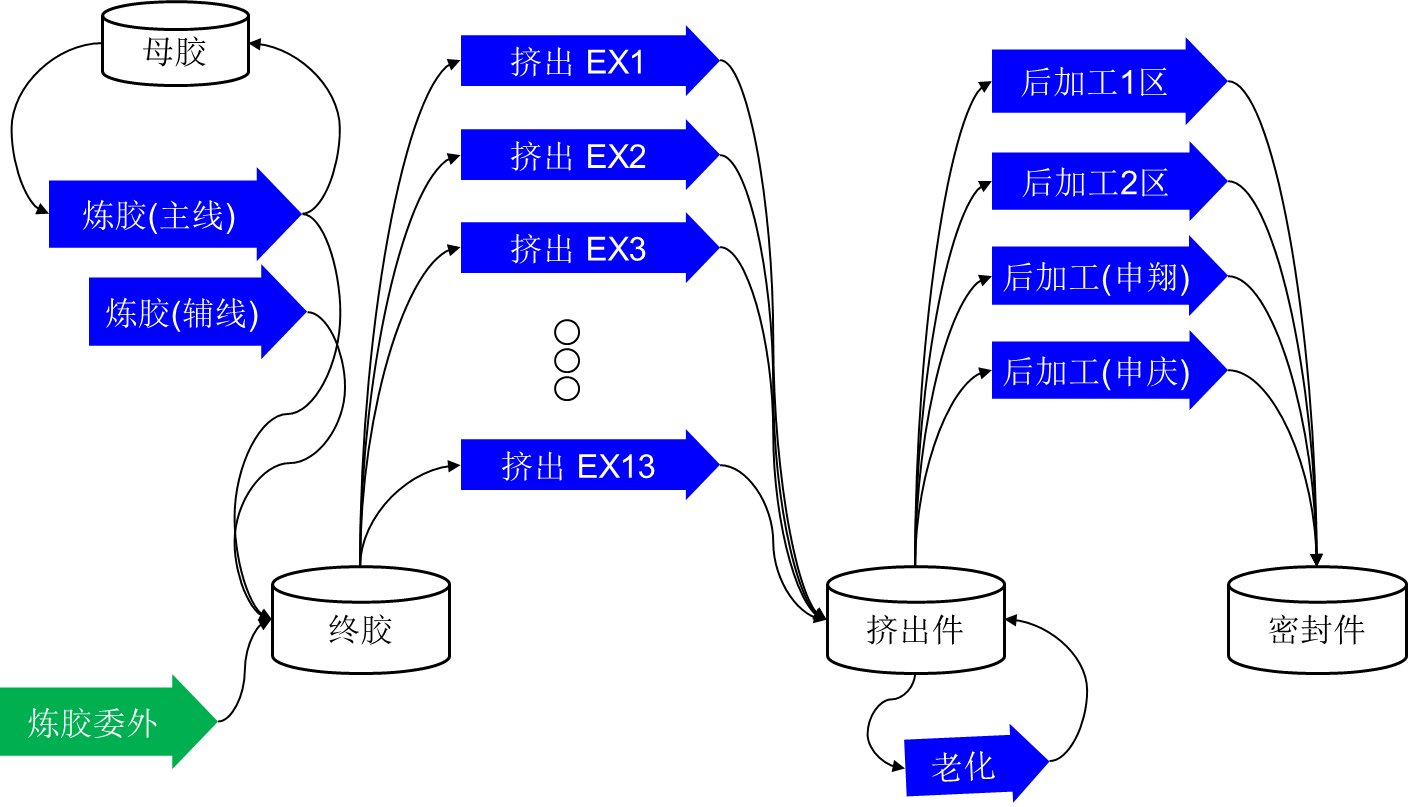 母胶
炼胶(主线)
炼胶(辅线)
挤出 EX1
挤出 EX2
挤出 EX3
挤出 EX13
后加工1区
后加工2区
后加工(申翔)
后加工(申庆)
终胶
挤出件
密封件
炼胶委外
老化